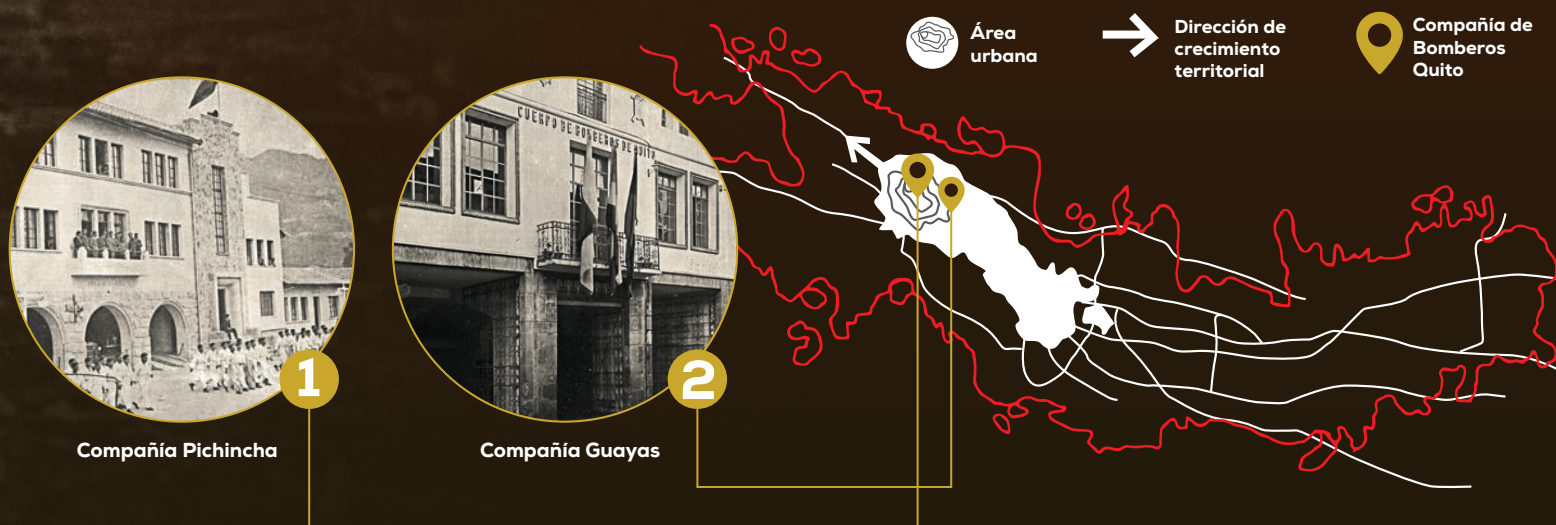 Área
urbana
Dirección de
crecimiento
territorial
Compañía de
Bomberos
Quito
CUERPO DE BOMBEROS DE QUITO
1
2
Compañía Pichincha
Compañía Guayas